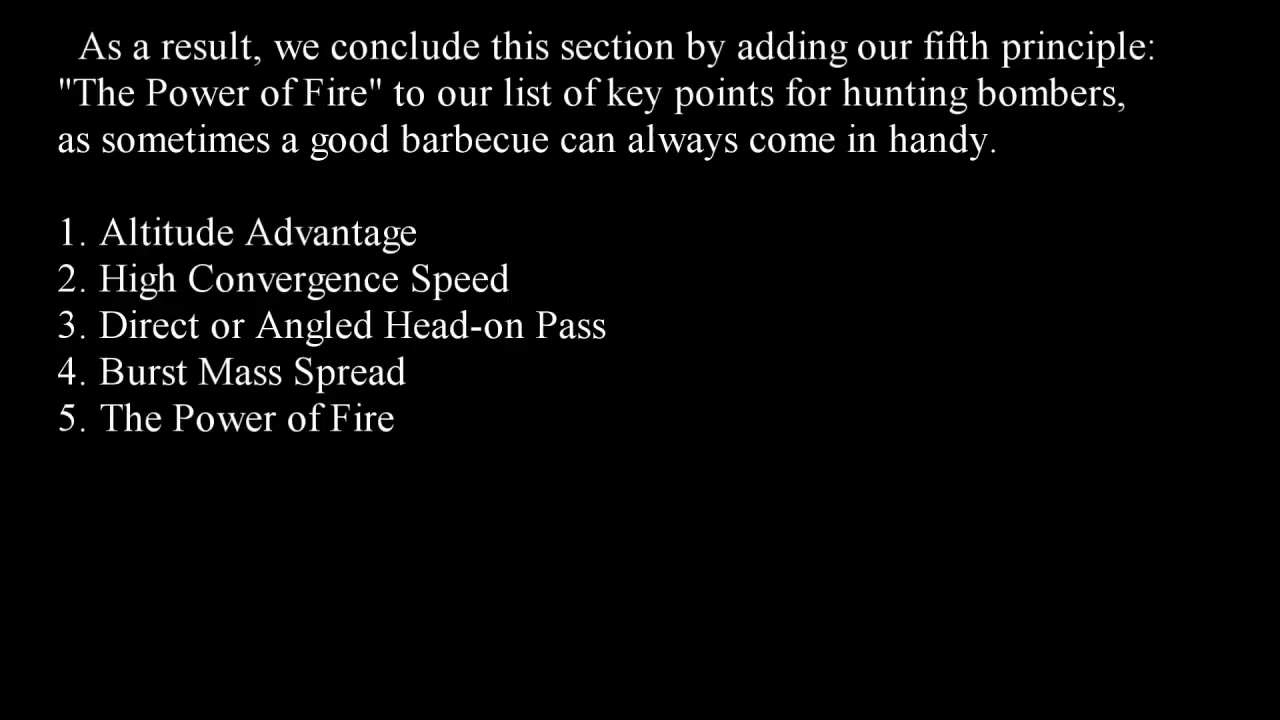 As a result, we conclude this section by adding our fifth principle:
"The Power of Fire" to our list of key points for hunting bombers,
as sometimes a good barbecue can always come in handy.
1. Altitude Advantage
2. High Convergence Speed
3. Direct or Angled Head-on Pass
4. Burst Mass Spread
5. The Power of Fire